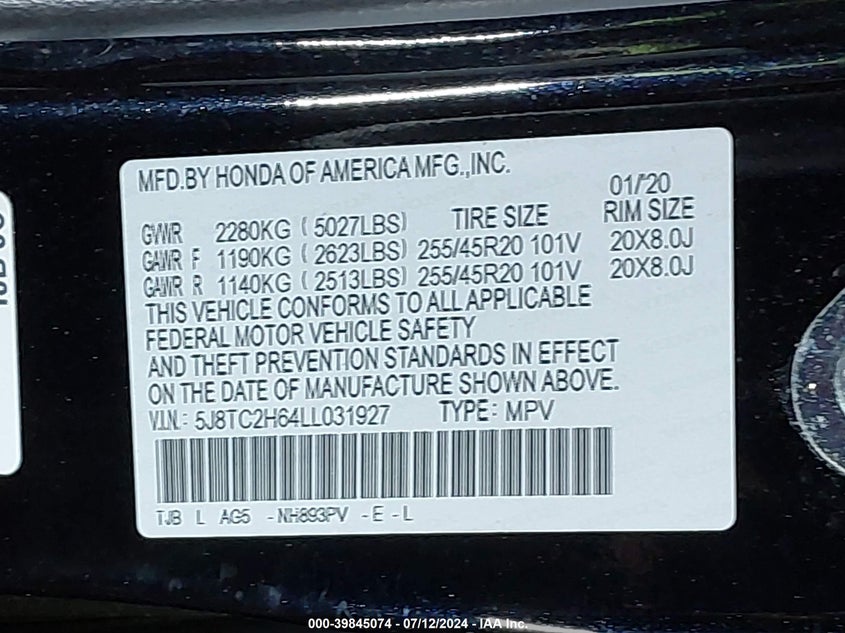 MFD.BY HONDA OF AMERICA MFG.,INC.
01/'20
GVWR 2280KG ( 5027LBS) TIRE SIZE RIM SIZE
GAWR F 1190KG ( 2623LBS) 255/45R20 101V 20X8.0J
GAWR R 1140KG ( 2513LBS) 255/45R20 101V 20X8.0J
THIS VEHICLE CONFORMS TO ALL APPLICABLE
FEDERAL MOTOR VEHICLE SAFETY
AND THEFT PREVENTION STANDARDS IN EFFECT
ON THE DATE OF MANUFACTURE SHOWN ABOVE.
V.I.N.: 5J8TC2H64LL031927 TYPE: MPV
TJB L AG5 -NH893PV -E-L
000-39845074 - 07/12/2024 - IAA Inc.